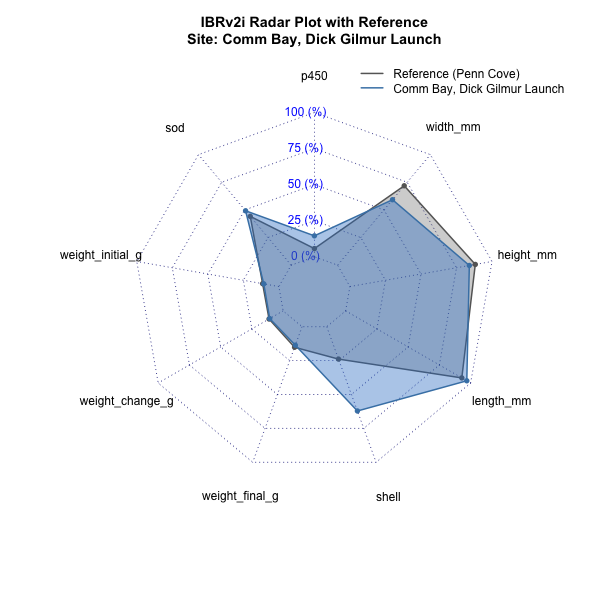 IBRv2i Radar Plot with Reference
Site: Comm Bay, Dick Gilmur Launch
Reference (Penn Cove)
Comm Bay, Dick Gilmur Launch
p450
sod
width_mm
100 (%)
75 (%)
50 (%)
25 (%)
0 (%)
weight_initial_g
height_mm
weight_change_g
length_mm
weight_final_g
shell